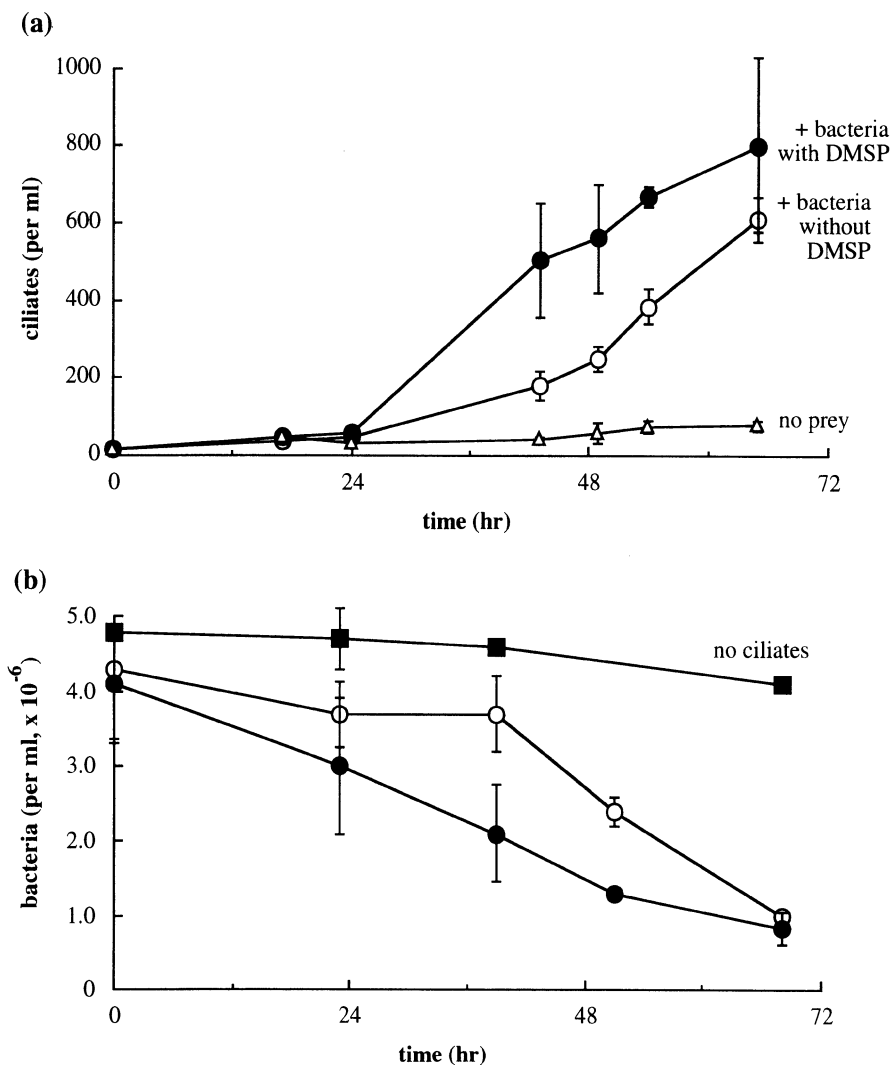 (a)
1000
800
600
400
200
0
ciliates (per ml)
+ bacteria
with DMSP
+ bacteria
without
DMSP
no prey
0 24 48 72
time (hr)
(b)
5.0
4.0
3.0
2.0
1.0
0
bacteria (per ml, x 10⁻⁶)
no ciliates
0 24 48 72
time (hr)